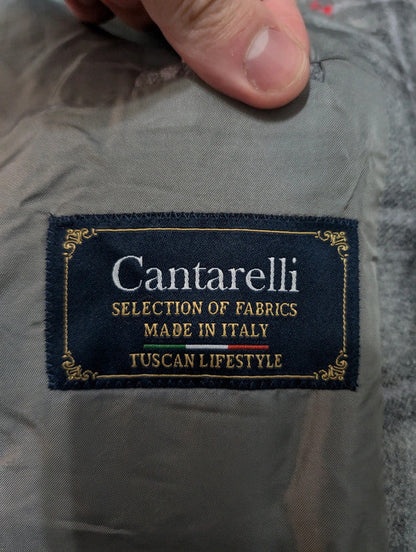 Cantarelli
SELECTION OF FABRICS
MADE IN ITALY
TUSCAN LIFESTYLE